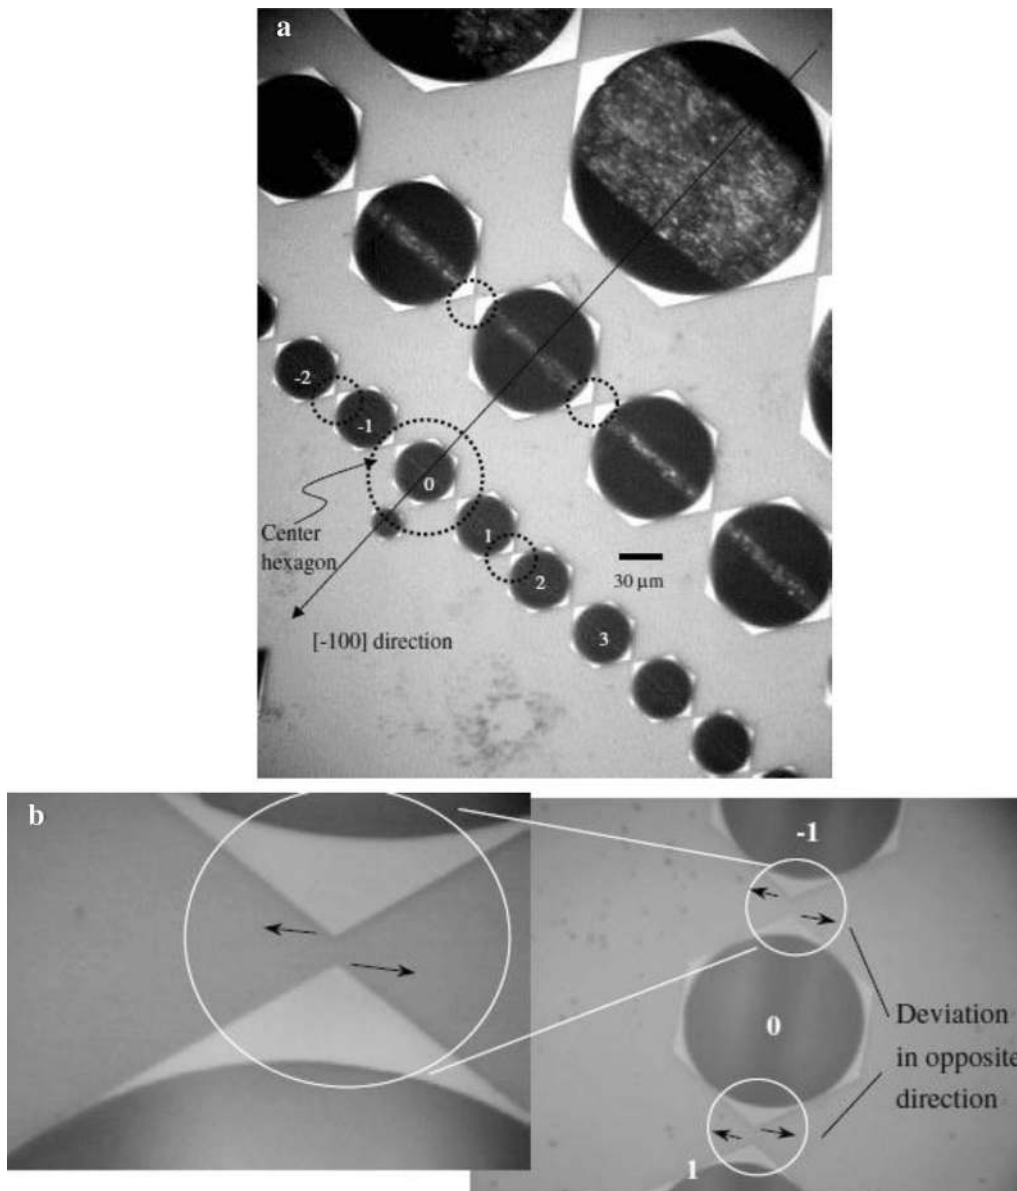 a
-2
-1
0
Center
hexagon
1
2
30 μm
3
[-100] direction
b
-1
0
Deviation
in opposite
direction
1